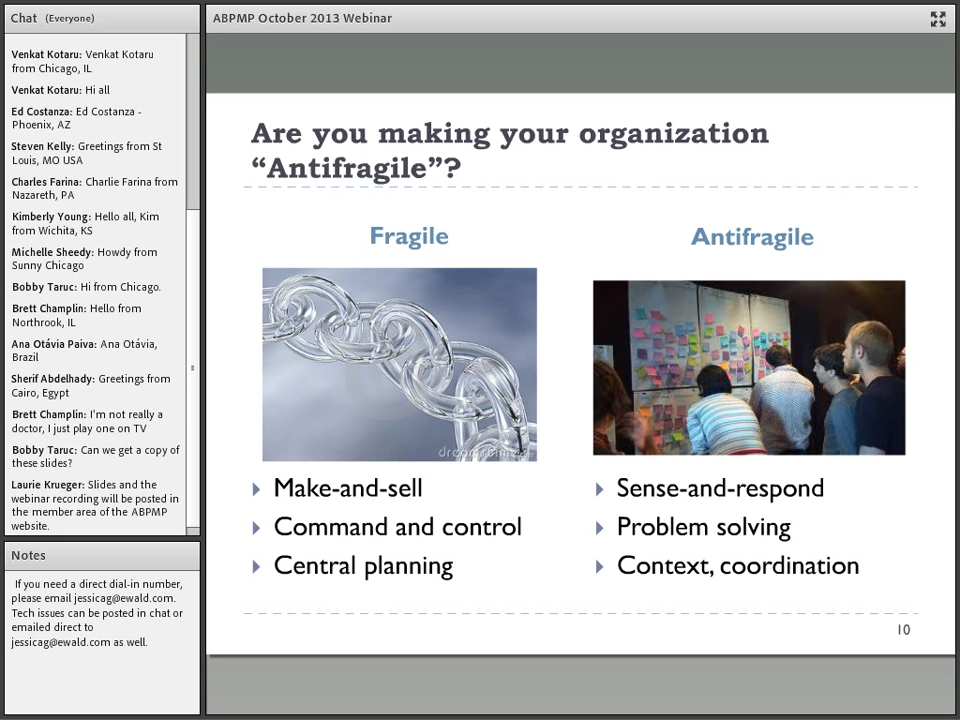 Chat (Everyone)
Venkat Kotaru: Venkat Kotaru
from Chicago, IL
Venkat Kotaru: Hi all
Ed Costanza: Ed Costanza -
Phoenix, AZ
Steven Kelly: Greetings from St
Louis, MO USA
Charles Farina: Charlie Farina from
Nazareth, PA
Kimberly Young: Hello all, Kim
from Wichita, KS
Michelle Sheedy: Howdy from
Sunny Chicago
Bobby Taruc: Hi from Chicago.
Brett Champlin: Hello from
Northrook, IL
Ana Otávia Paiva: Ana Otávia,
Brazil
Sherif Abdelhady: Greetings from
Cairo, Egypt
Brett Champlin: I'm not really a
doctor, I just play one on TV
Bobby Taruc: Can we get a copy of
these slides?
Laurie Krueger: Slides and the
webinar recording will be posted in
the member area of the ABPMP
website.
Notes
If you need a direct dial-in number,
please email jessicag@ewald.com.
Tech issues can be posted in chat or
emailed direct to
jessicag@ewald.com as well.
ABPMP October 2013 Webinar
Are you making your organization
“Antifragile”?
Fragile
Make-and-sell
Command and control
Central planning
Antifragile
Sense-and-respond
Problem solving
Context, coordination
10